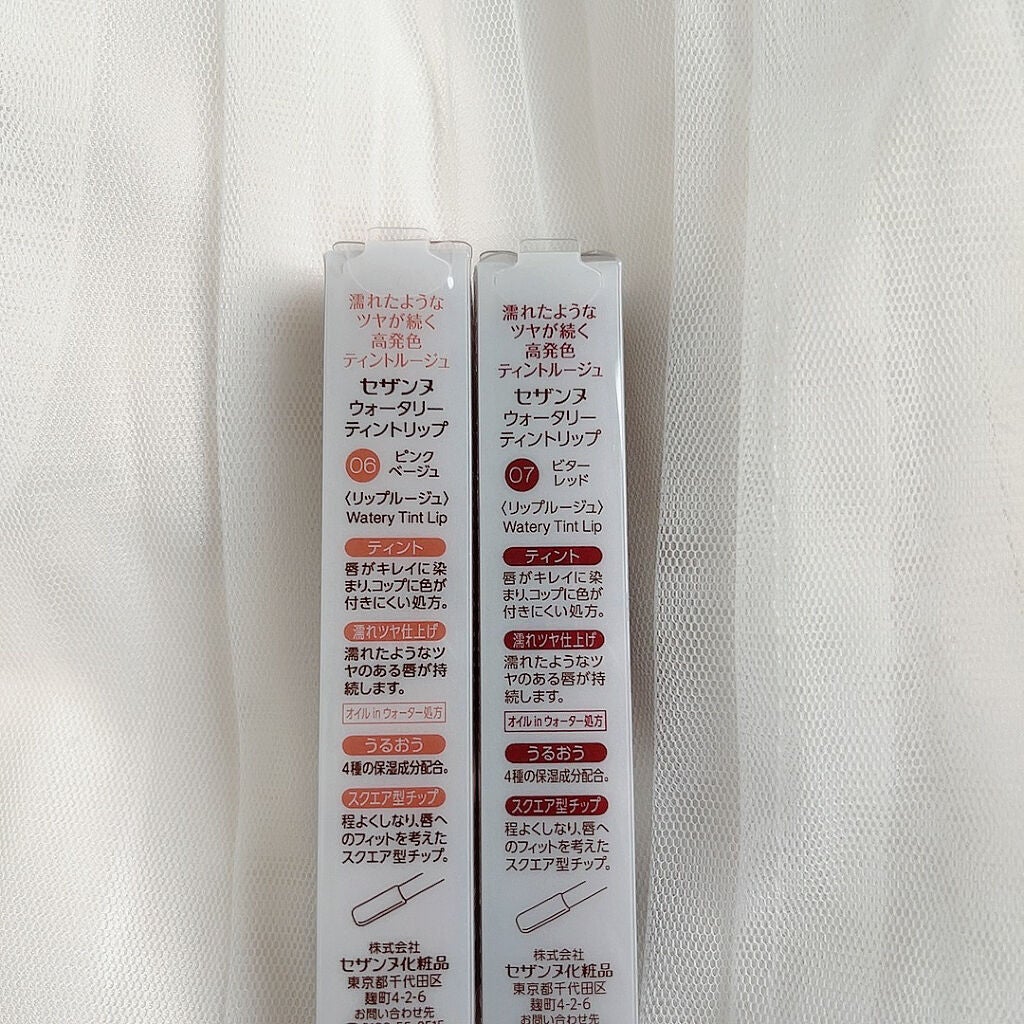 濡れたような
ツヤが続く
高発色
ティントルージュ
セザンヌ
ウォータリー
ティントリップ
06 ピンク
ベージュ
〈リップルージュ〉
Watery Tint Lip
ティント
唇がキレイに染
まり、コップに色が
付きにくい処方。
濡れツヤ仕上げ
濡れたようなツ
ヤのある唇が持
続します。
オイル in ウォーター処方
うるおう
4種の保湿成分配合。
スクエア型チップ
程よくしなり、唇へ
のフィットを考えた
スクエア型チップ。
株式会社
セザンヌ化粧品
東京都千代田区
麹町4-2-6
お問い合わせ先
濡れたような
ツヤが続く
高発色
ティントルージュ
セザンヌ
ウォータリー
ティントリップ
07 ビター
レッド
〈リップルージュ〉
Watery Tint Lip
ティント
唇がキレイに染
まり、コップに色が
付きにくい処方。
濡れツヤ仕上げ
濡れたようなツ
ヤのある唇が持
続します。
オイル in ウォーター処方
うるおう
4種の保湿成分配合。
スクエア型チップ
程よくしなり、唇へ
のフィットを考えた
スクエア型チップ。
株式会社
セザンヌ化粧品
東京都千代田区
麹町4-2-6
お問い合わせ先